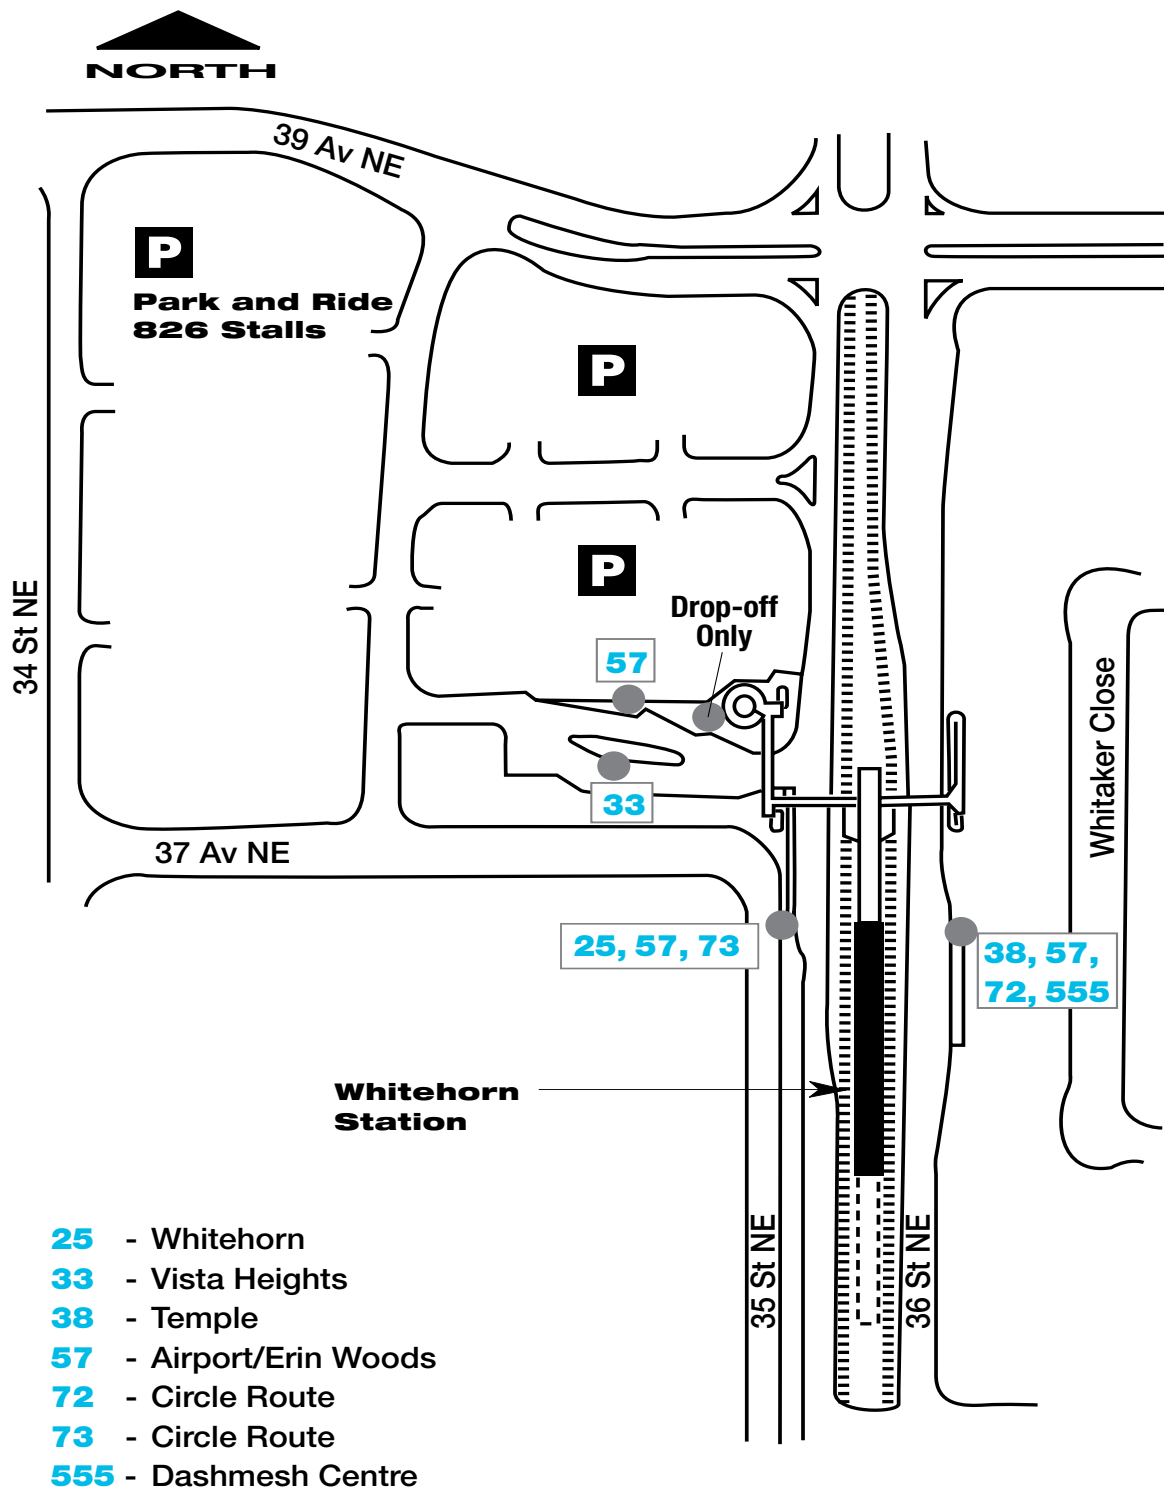 NORTH
39 Av NE
P
Park and Ride
826 Stalls
P
P
34 St NE
Drop-off
Only
57
33
Whitaker Close
37 Av NE
25, 57, 73
38, 57,
72, 555
Whitehorn
Station
35 St NE
36 St NE
25 - Whitehorn
33 - Vista Heights
38 - Temple
57 - Airport/Erin Woods
72 - Circle Route
73 - Circle Route
555 - Dashmesh Centre